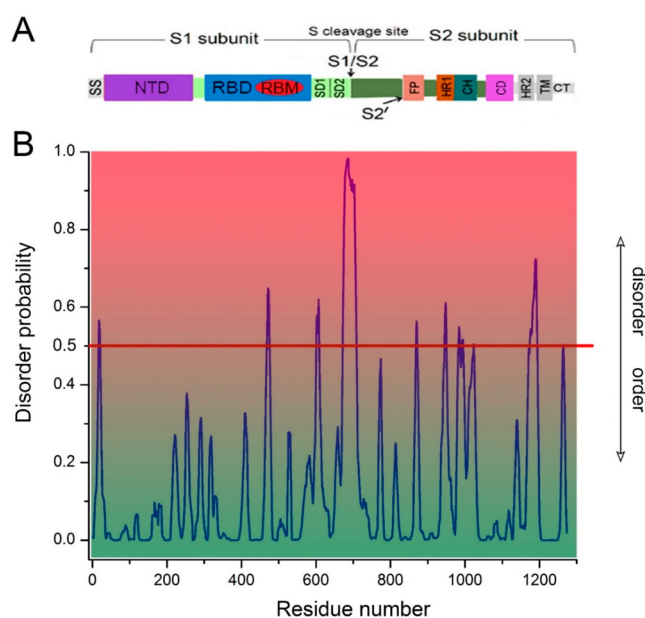 A
S1 subunit
S cleavage site
S2 subunit
S1/S2
SS
NTD
RBD
RBM
SD1
SD2
FP
HR1
CH
CD
HR2
TM
CT
S2′
B
1.0
0.8
0.6
0.5
0.4
0.2
0.0
Disorder probability
0 200 400 600 800 1000 1200
Residue number
disorder
order